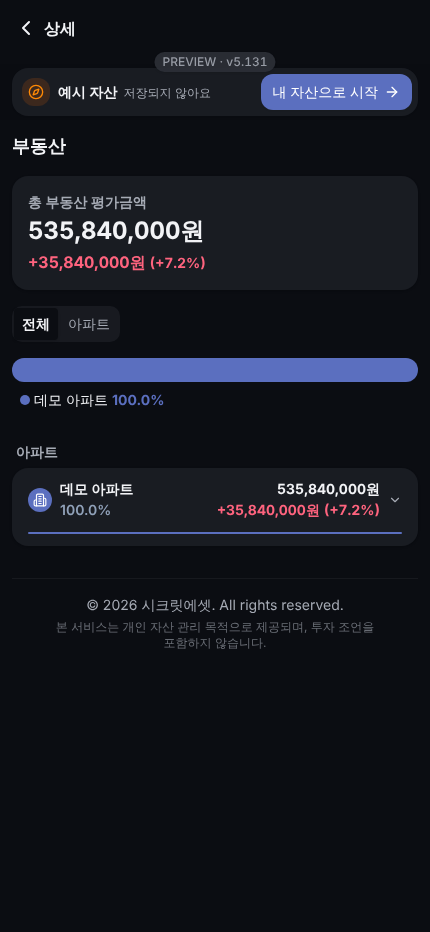 상세
PREVIEW · v5.131
예시 자산 저장되지 않아요
내 자산으로 시작
부동산
총 부동산 평가금액
535,840,000원
+35,840,000원 (+7.2%)
전체 아파트
데모 아파트 100.0%
아파트
데모 아파트 535,840,000원
100.0% +35,840,000원 (+7.2%)
© 2026 시크릿에셋. All rights reserved.
본 서비스는 개인 자산 관리 목적으로 제공되며, 투자 조언을
포함하지 않습니다.